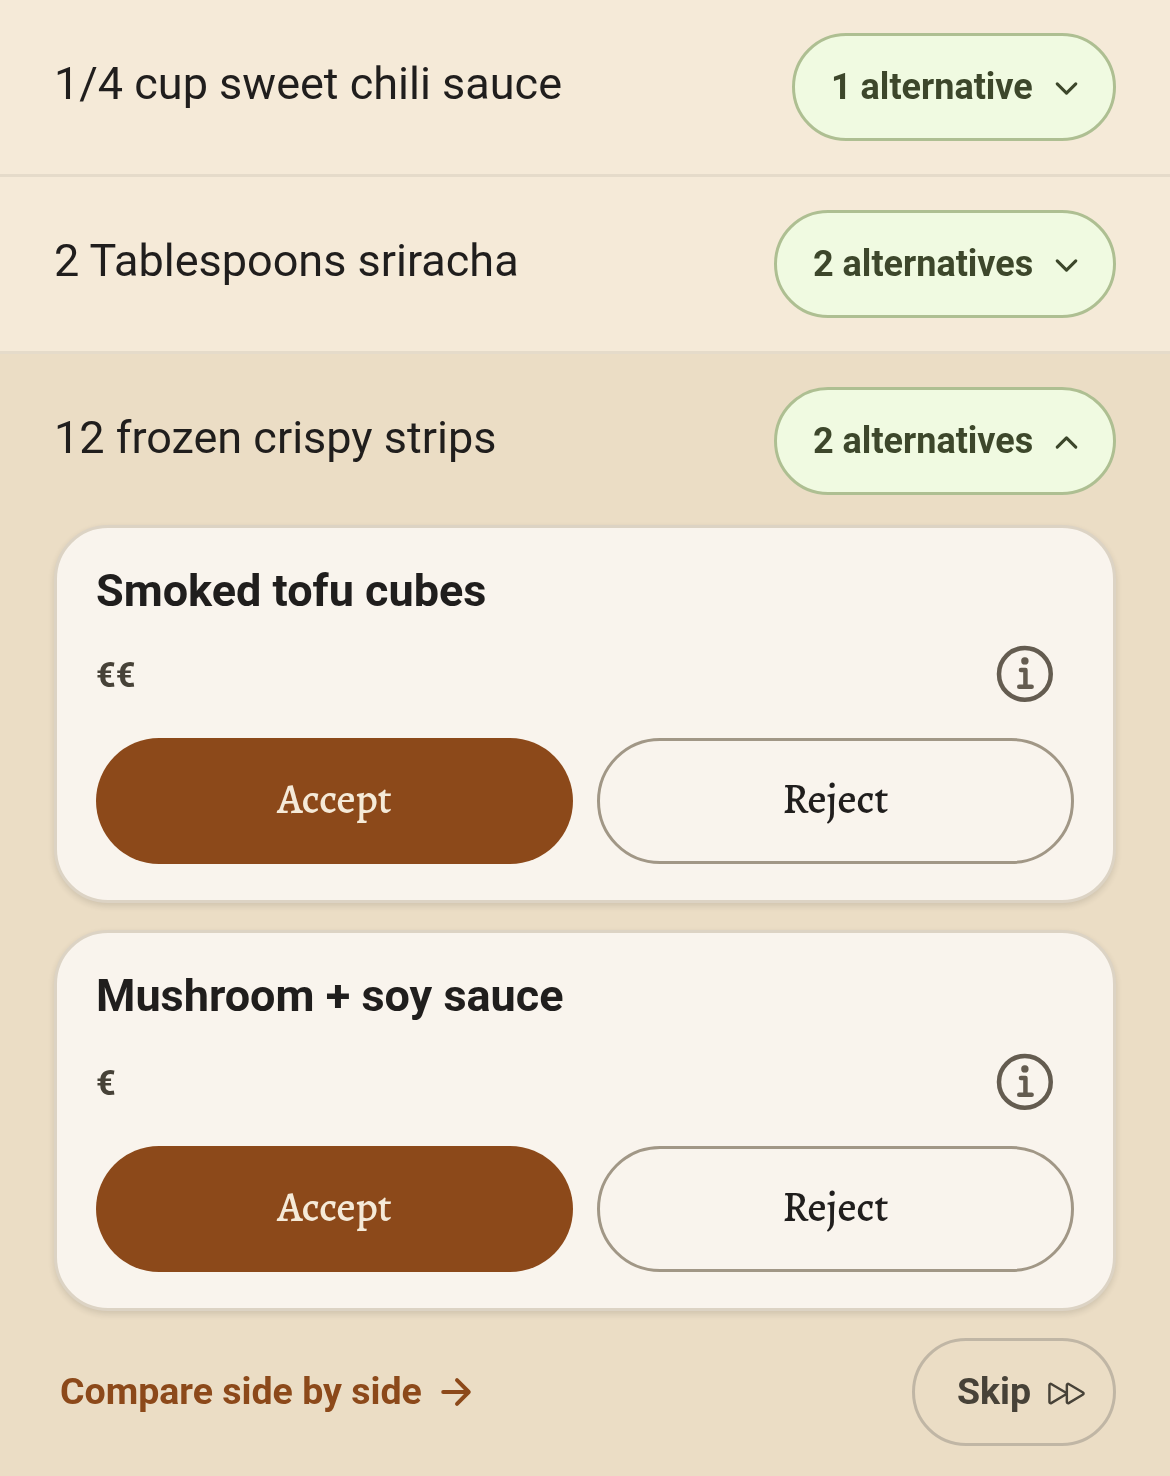 1/4 cup sweet chili sauce
1 alternative
2 Tablespoons sriracha
2 alternatives
12 frozen crispy strips
2 alternatives
Smoked tofu cubes
€€
Accept
Reject
Mushroom + soy sauce
€
Accept
Reject
Compare side by side
Skip